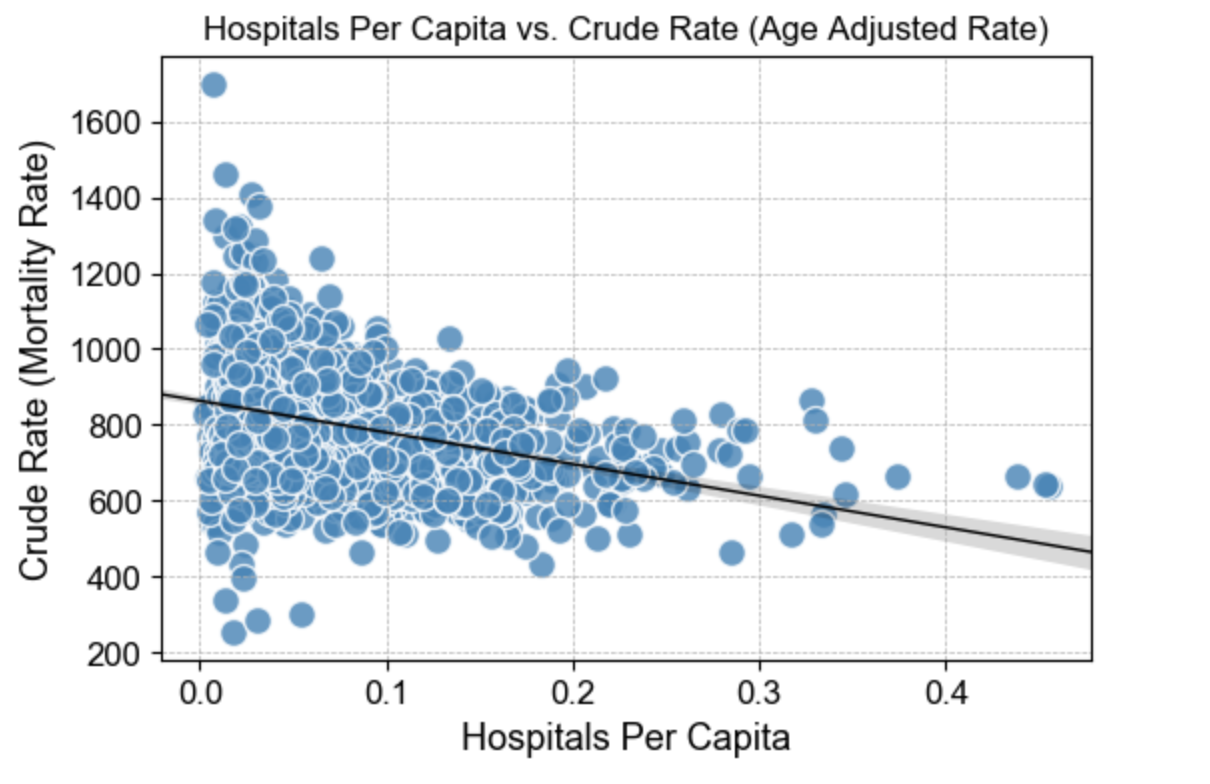 Hospitals Per Capita vs. Crude Rate (Age Adjusted Rate)
Crude Rate (Mortality Rate)
1600
1400
1200
1000
800
600
400
200
0.0 0.1 0.2 0.3 0.4
Hospitals Per Capita